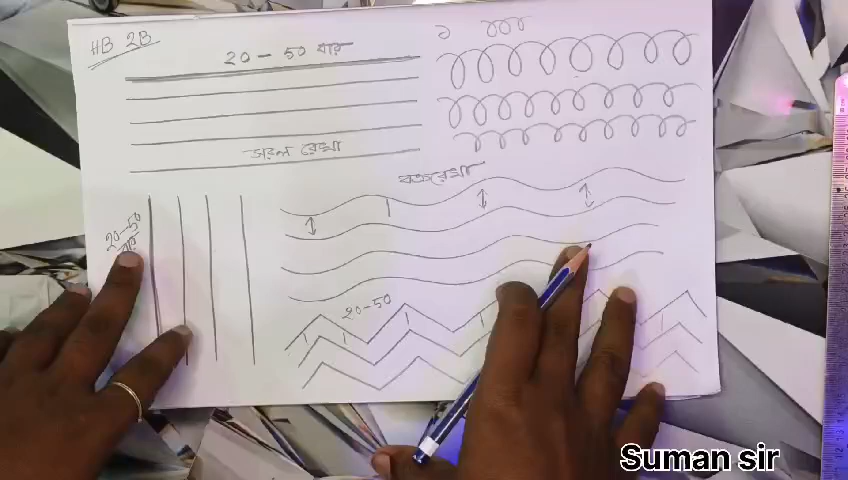 HB 2B
20 - 50 বার
সরল রেখা
বক্ররেখা
20-50
বার
20-50
Suman sir